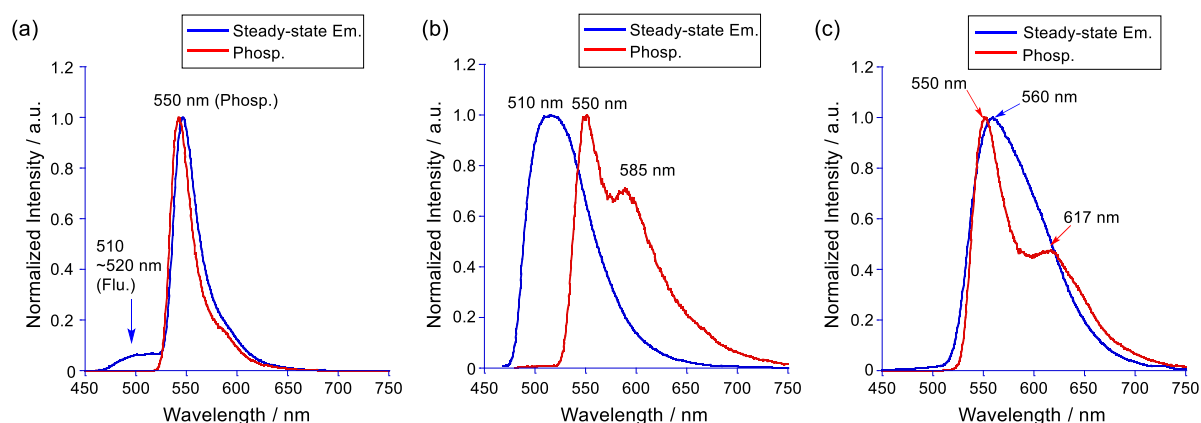 (a)
Steady-state Em.
Phosp.
Normalized Intensity / a.u.
1.2
1.0
0.8
0.6
0.4
0.2
0
550 nm (Phosp.)
510
~520 nm
(Flu.)
450 500 550 600 650 700 750
Wavelength / nm
(b)
Steady-state Em.
Phosp.
Normalized Intensity / a.u.
1.2
1.0
0.8
0.6
0.4
0.2
0
510 nm
550 nm
585 nm
450 500 550 600 650 700 750
Wavelength / nm
(c)
Steady-state Em.
Phosp.
Normalized Intensity / a.u.
1.2
1.0
0.8
0.6
0.4
0.2
0
550 nm
560 nm
617 nm
450 500 550 600 650 700 750
Wavelength / nm